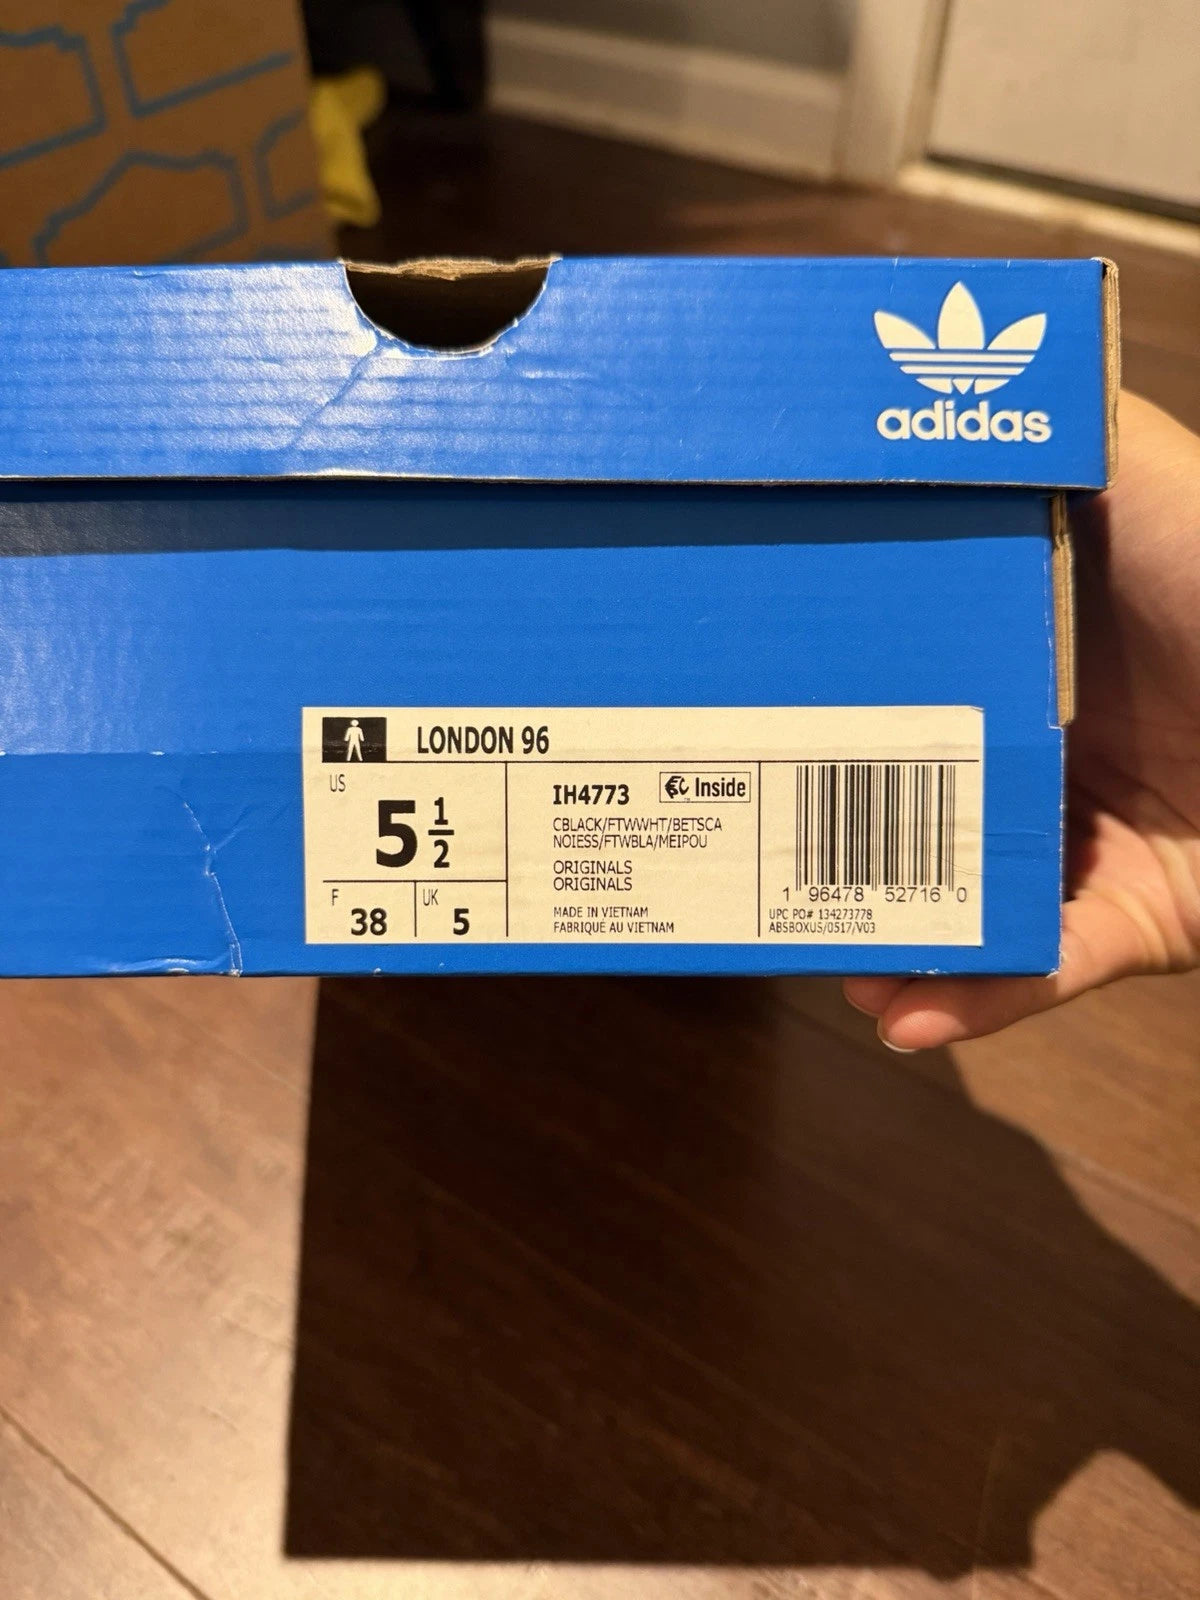 adidas
LONDON 96
US
5 1/2
F
38
UK
5
IH4773
Inside
CBLACK/FTWWHT/BETSCA
NOIESS/FTWBLA/MEIPOU
ORIGINALS
ORIGINALS
MADE IN VIETNAM
FABRIQUÉ AU VIETNAM
1 96478 52716 0
UPC PO# 134273778
ABSBOXUS/0517/V03